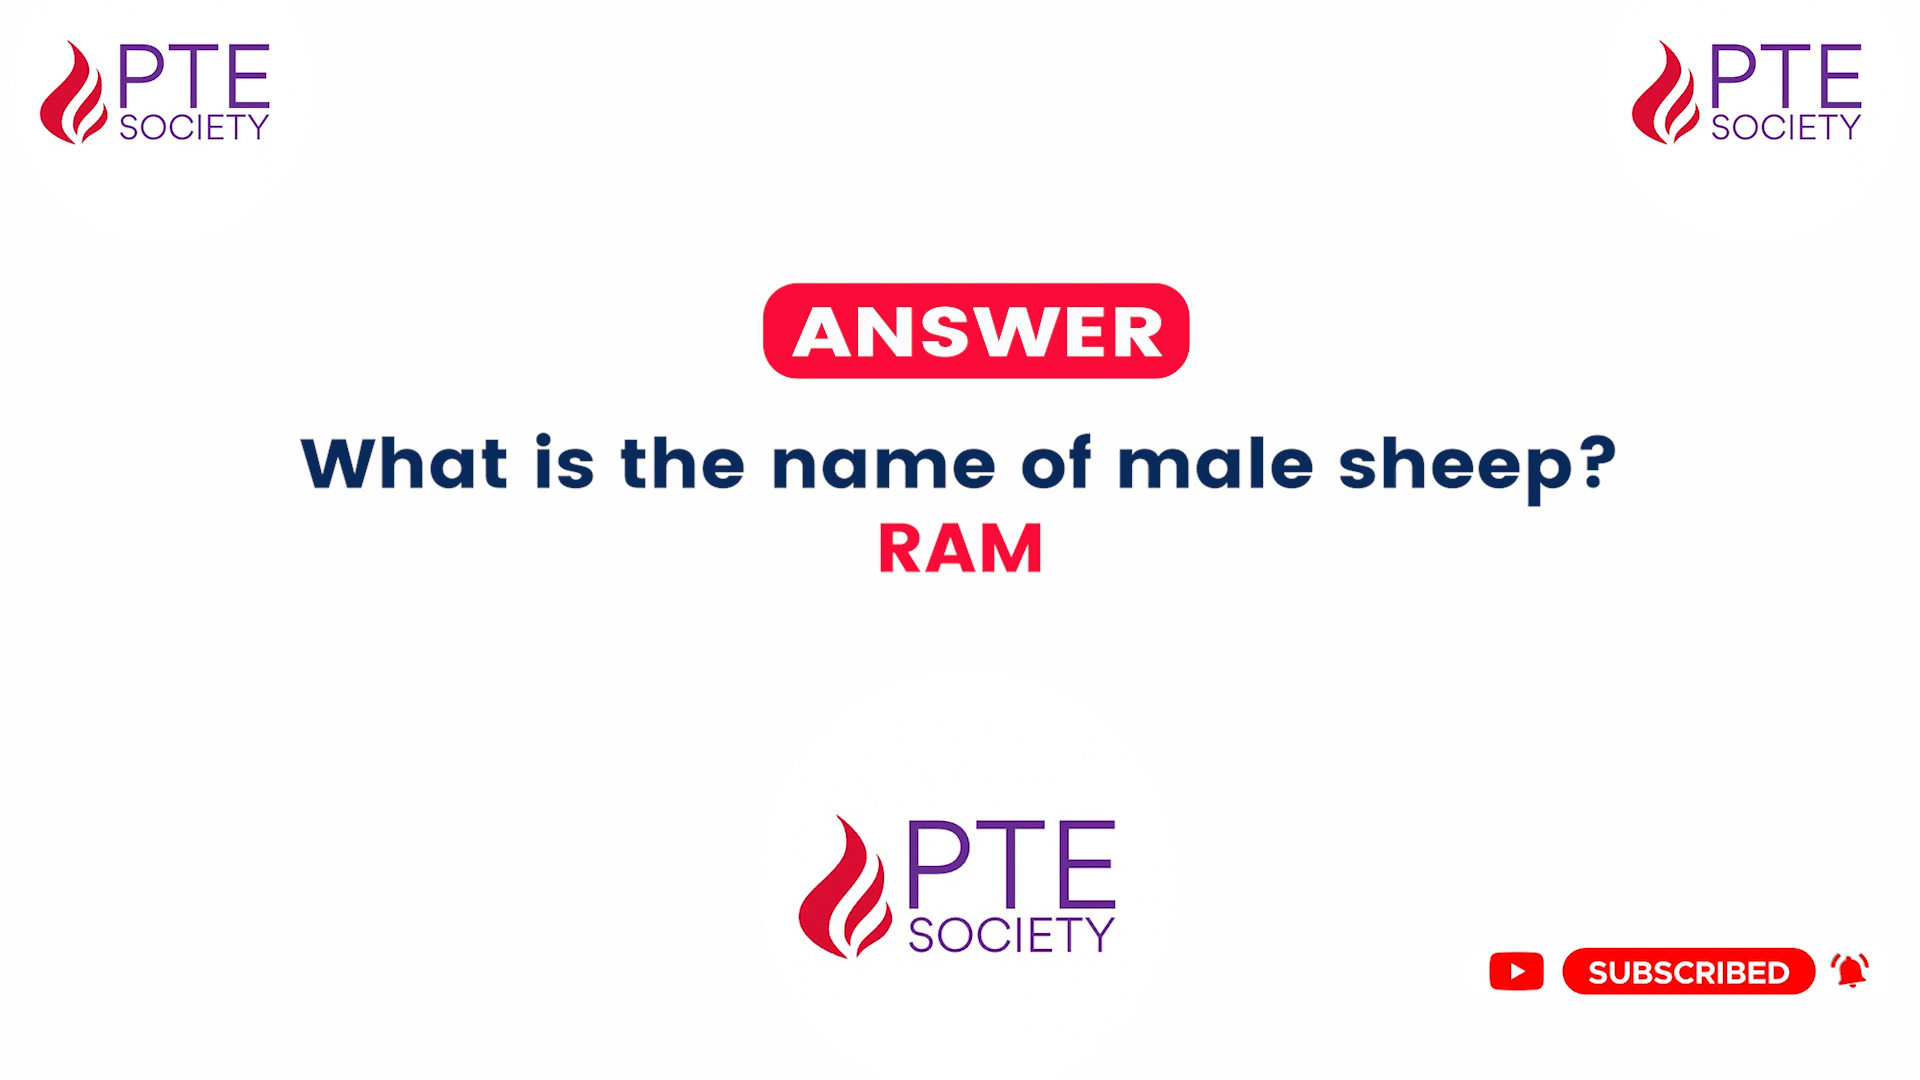 PTE
SOCIETY
PTE
SOCIETY
ANSWER
What is the name of male sheep?
RAM
PTE
SOCIETY
SUBSCRIBED